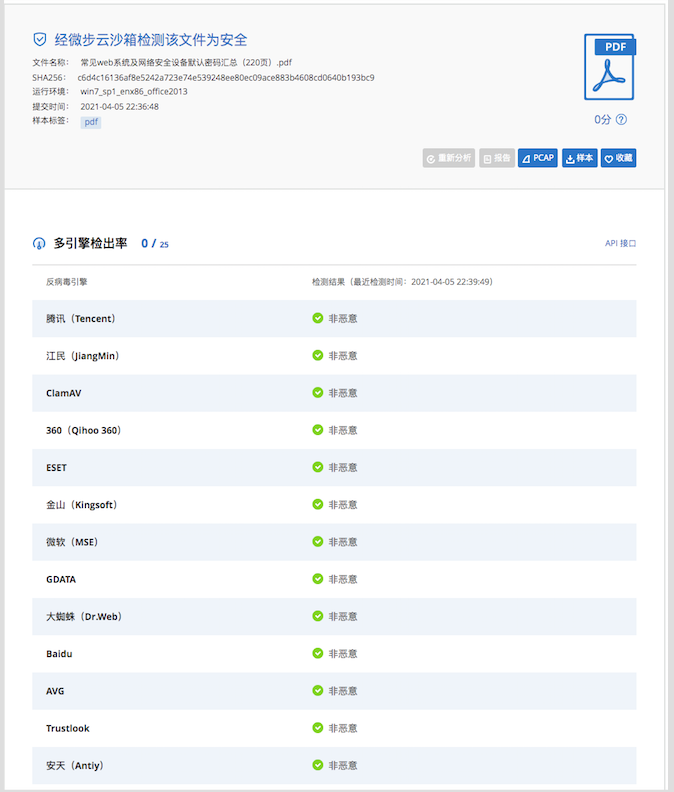 经微步云沙箱检测该文件为安全
PDF
文件名称： 常见web系统及网络安全设备默认密码汇总（220页）.pdf
SHA256： c6d4c16136af8e5242a723e74e539248ee80ec09ace883b4608cd0640b193bc9
运行环境： win7_sp1_enx86_office2013
提交时间： 2021-04-05 22:36:48
样本标签： pdf
0分 ?
重新分析 报告 PCAP 样本 收藏
多引擎检出率 0 / 25
API 接口
反病毒引擎 检测结果（最近检测时间：2021-04-05 22:39:49）
腾讯（Tencent） 非恶意
江民（JiangMin） 非恶意
ClamAV 非恶意
360（Qihoo 360） 非恶意
ESET 非恶意
金山（Kingsoft） 非恶意
微软（MSE） 非恶意
GDATA 非恶意
大蜘蛛（Dr.Web） 非恶意
Baidu 非恶意
AVG 非恶意
Trustlook 非恶意
安天（Antiy） 非恶意